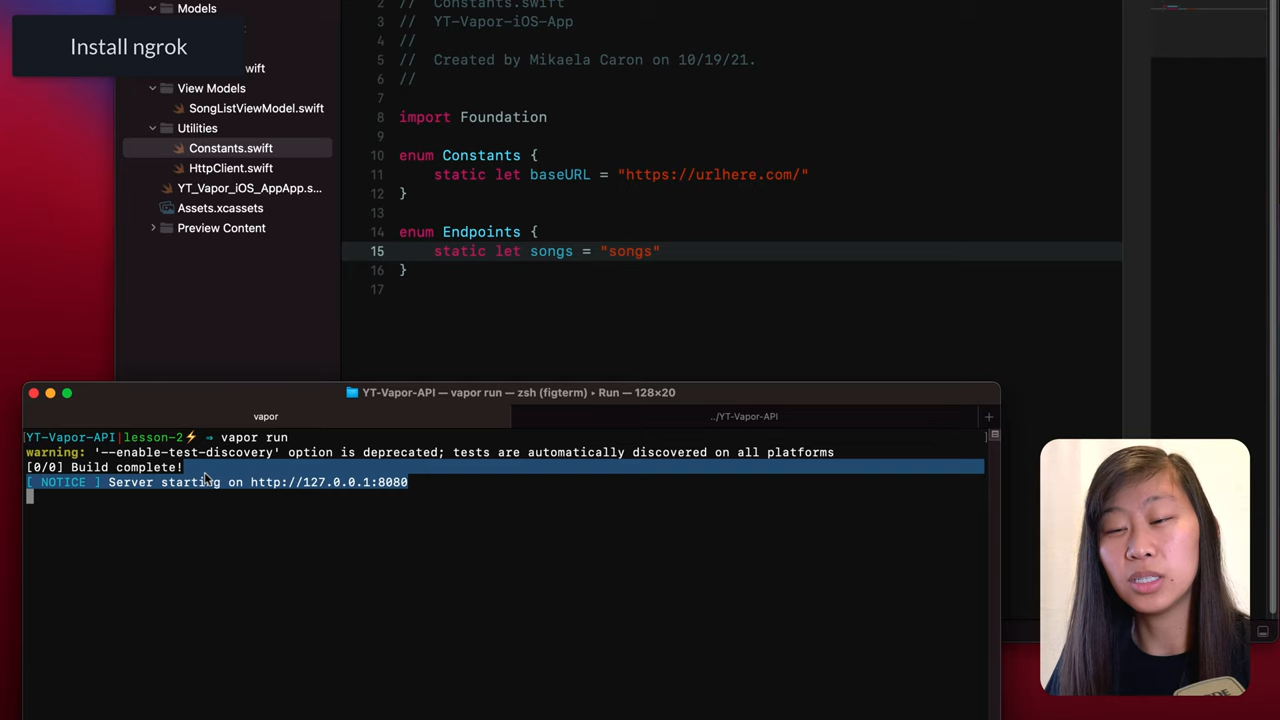 Install ngrok
Models
wift
View Models
SongListViewModel.swift
Utilities
Constants.swift
HttpClient.swift
YT_Vapor_iOS_AppApp.s...
Assets.xcassets
Preview Content
2 // Constants.swift
3 // YT-Vapor-iOS-App
4 //
5 // Created by Mikaela Caron on 10/19/21.
6 //
7
8 import Foundation
9
10 enum Constants {
11 static let baseURL = "https://urlhere.com/"
12 }
13
14 enum Endpoints {
15 static let songs = "songs"
16 }
17
YT-Vapor-API — vapor run — zsh (figterm) ▸ Run — 128×20
vapor
../YT-Vapor-API
YT-Vapor-API|lesson-2⚡ ⇒ vapor run
warning: '--enable-test-discovery' option is deprecated; tests are automatically discovered on all platforms
[0/0] Build complete!
[ NOTICE ] Server starting on http://127.0.0.1:8080